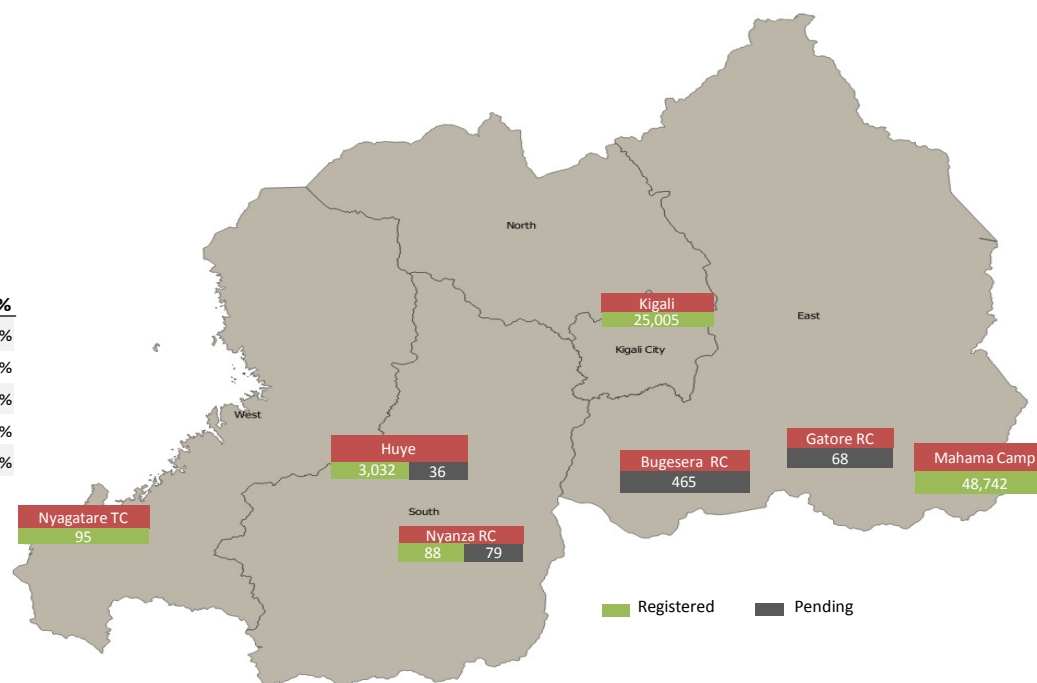 North
%
%
%
%
%
%
Kigali
25,005
East
Kigali City
West
Huye
3,032 36
Bugesera RC
465
Gatore RC
68
Mahama Camp
48,742
Nyagatare TC
95
South
Nyanza RC
88 79
Registered Pending